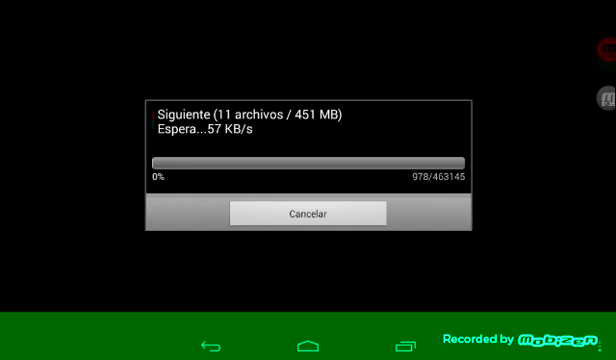 Siguiente (11 archivos / 451 MB)
Espera...57 KB/s
0% 978/463145
Cancelar
Recorded by mobizen